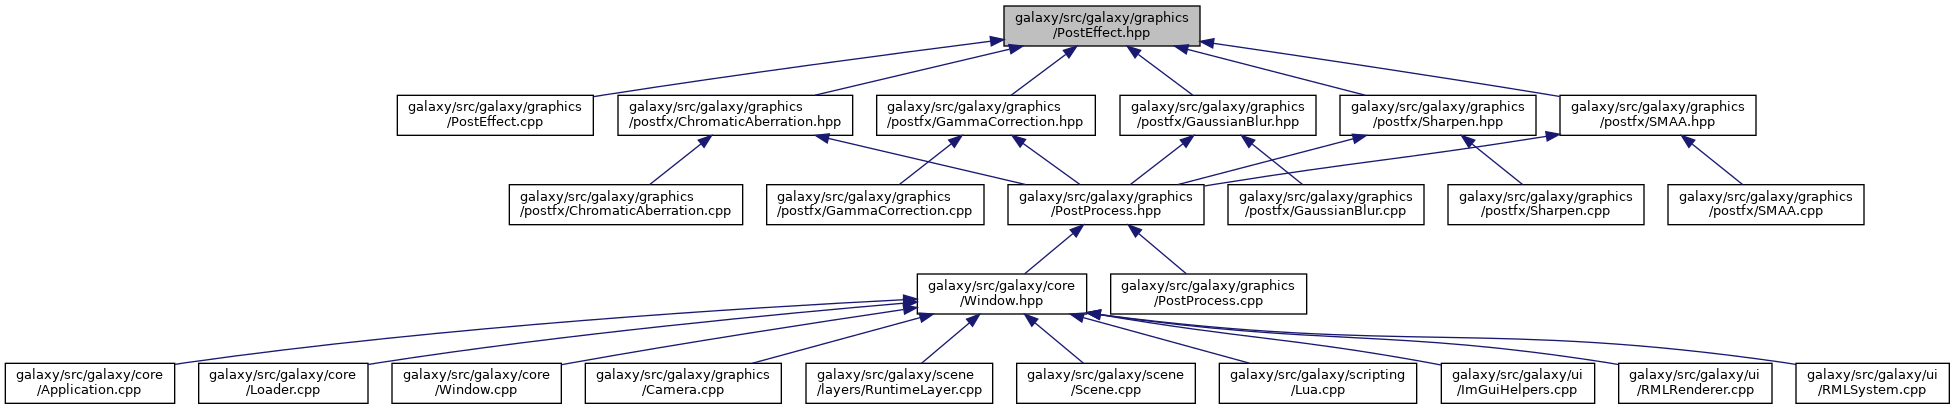 galaxy/src/galaxy/graphics
/PostEffect.hpp
galaxy/src/galaxy/graphics
/PostEffect.cpp
galaxy/src/galaxy/graphics
/postfx/ChromaticAberration.hpp
galaxy/src/galaxy/graphics
/postfx/GammaCorrection.hpp
galaxy/src/galaxy/graphics
/postfx/GaussianBlur.hpp
galaxy/src/galaxy/graphics
/postfx/Sharpen.hpp
galaxy/src/galaxy/graphics
/postfx/SMAA.hpp
galaxy/src/galaxy/graphics
/postfx/ChromaticAberration.cpp
galaxy/src/galaxy/graphics
/postfx/GammaCorrection.cpp
galaxy/src/galaxy/graphics
/PostProcess.hpp
galaxy/src/galaxy/graphics
/postfx/GaussianBlur.cpp
galaxy/src/galaxy/graphics
/postfx/Sharpen.cpp
galaxy/src/galaxy/graphics
/postfx/SMAA.cpp
galaxy/src/galaxy/core
/Window.hpp
galaxy/src/galaxy/graphics
/PostProcess.cpp
galaxy/src/galaxy/core
/Application.cpp
galaxy/src/galaxy/core
/Loader.cpp
galaxy/src/galaxy/core
/Window.cpp
galaxy/src/galaxy/graphics
/Camera.cpp
galaxy/src/galaxy/scene
/layers/RuntimeLayer.cpp
galaxy/src/galaxy/scene
/Scene.cpp
galaxy/src/galaxy/scripting
/Lua.cpp
galaxy/src/galaxy/ui
/ImGuiHelpers.cpp
galaxy/src/galaxy/ui
/RMLRenderer.cpp
galaxy/src/galaxy/ui
/RMLSystem.cpp